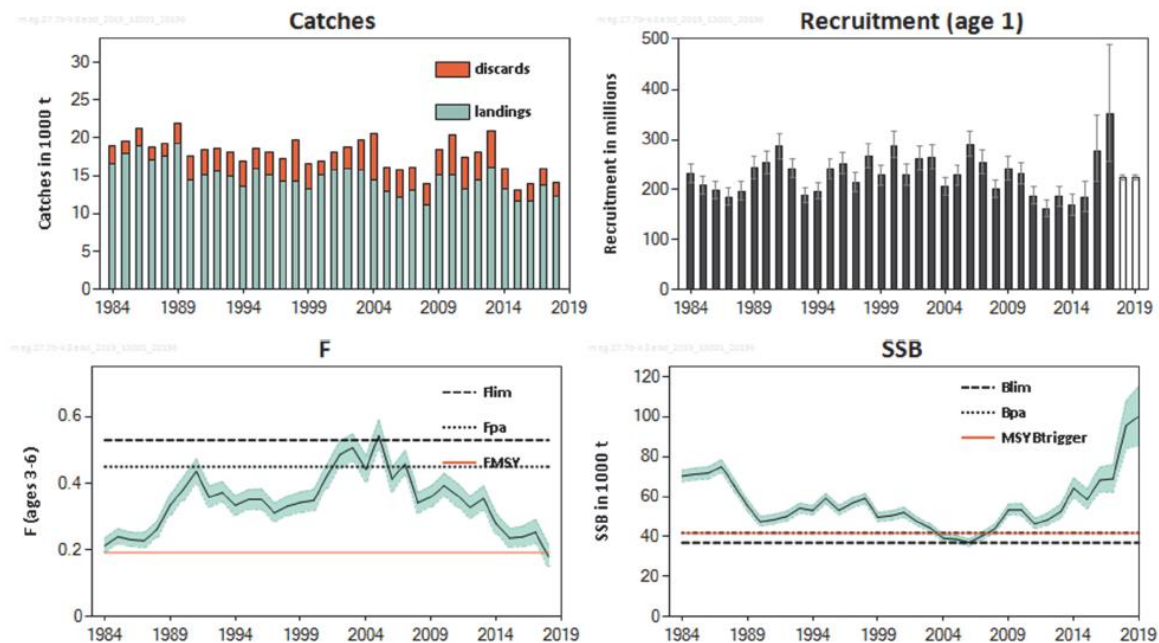 Catches
Catches in 1000 t
30
25
20
15
10
5
0
discards
landings
1984 1989 1994 1999 2004 2009 2014 2019
Recruitment (age 1)
Recruitment in millions
500
400
300
200
100
0
1984 1989 1994 1999 2004 2009 2014 2019
F
F (ages 3-6)
0.6
0.4
0.2
0.0
Flim
Fpa
FMSY
1984 1989 1994 1999 2004 2009 2014 2019
SSB
SSB in 1000 t
120
100
80
60
40
20
0
Blim
Bpa
MSYBtrigger
1984 1989 1994 1999 2004 2009 2014 2019